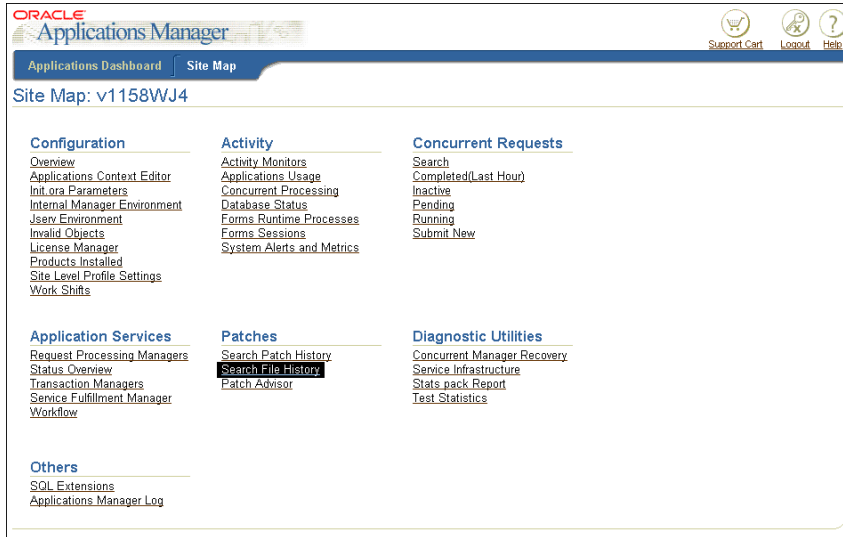 ORACLE
Applications Manager
Support Cart Logout Help
Applications Dashboard Site Map
Site Map: v1158WJ4
Configuration
Overview
Applications Context Editor
Init.ora Parameters
Internal Manager Environment
Jserv Environment
Invalid Objects
License Manager
Products Installed
Site Level Profile Settings
Work Shifts
Activity
Activity Monitors
Applications Usage
Concurrent Processing
Database Status
Forms Runtime Processes
Forms Sessions
System Alerts and Metrics
Concurrent Requests
Search
Completed(Last Hour)
Inactive
Pending
Running
Submit New
Application Services
Request Processing Managers
Status Overview
Transaction Managers
Service Fulfillment Manager
Workflow
Patches
Search Patch History
Search File History
Patch Advisor
Diagnostic Utilities
Concurrent Manager Recovery
Service Infrastructure
Stats pack Report
Test Statistics
Others
SQL Extensions
Applications Manager Log